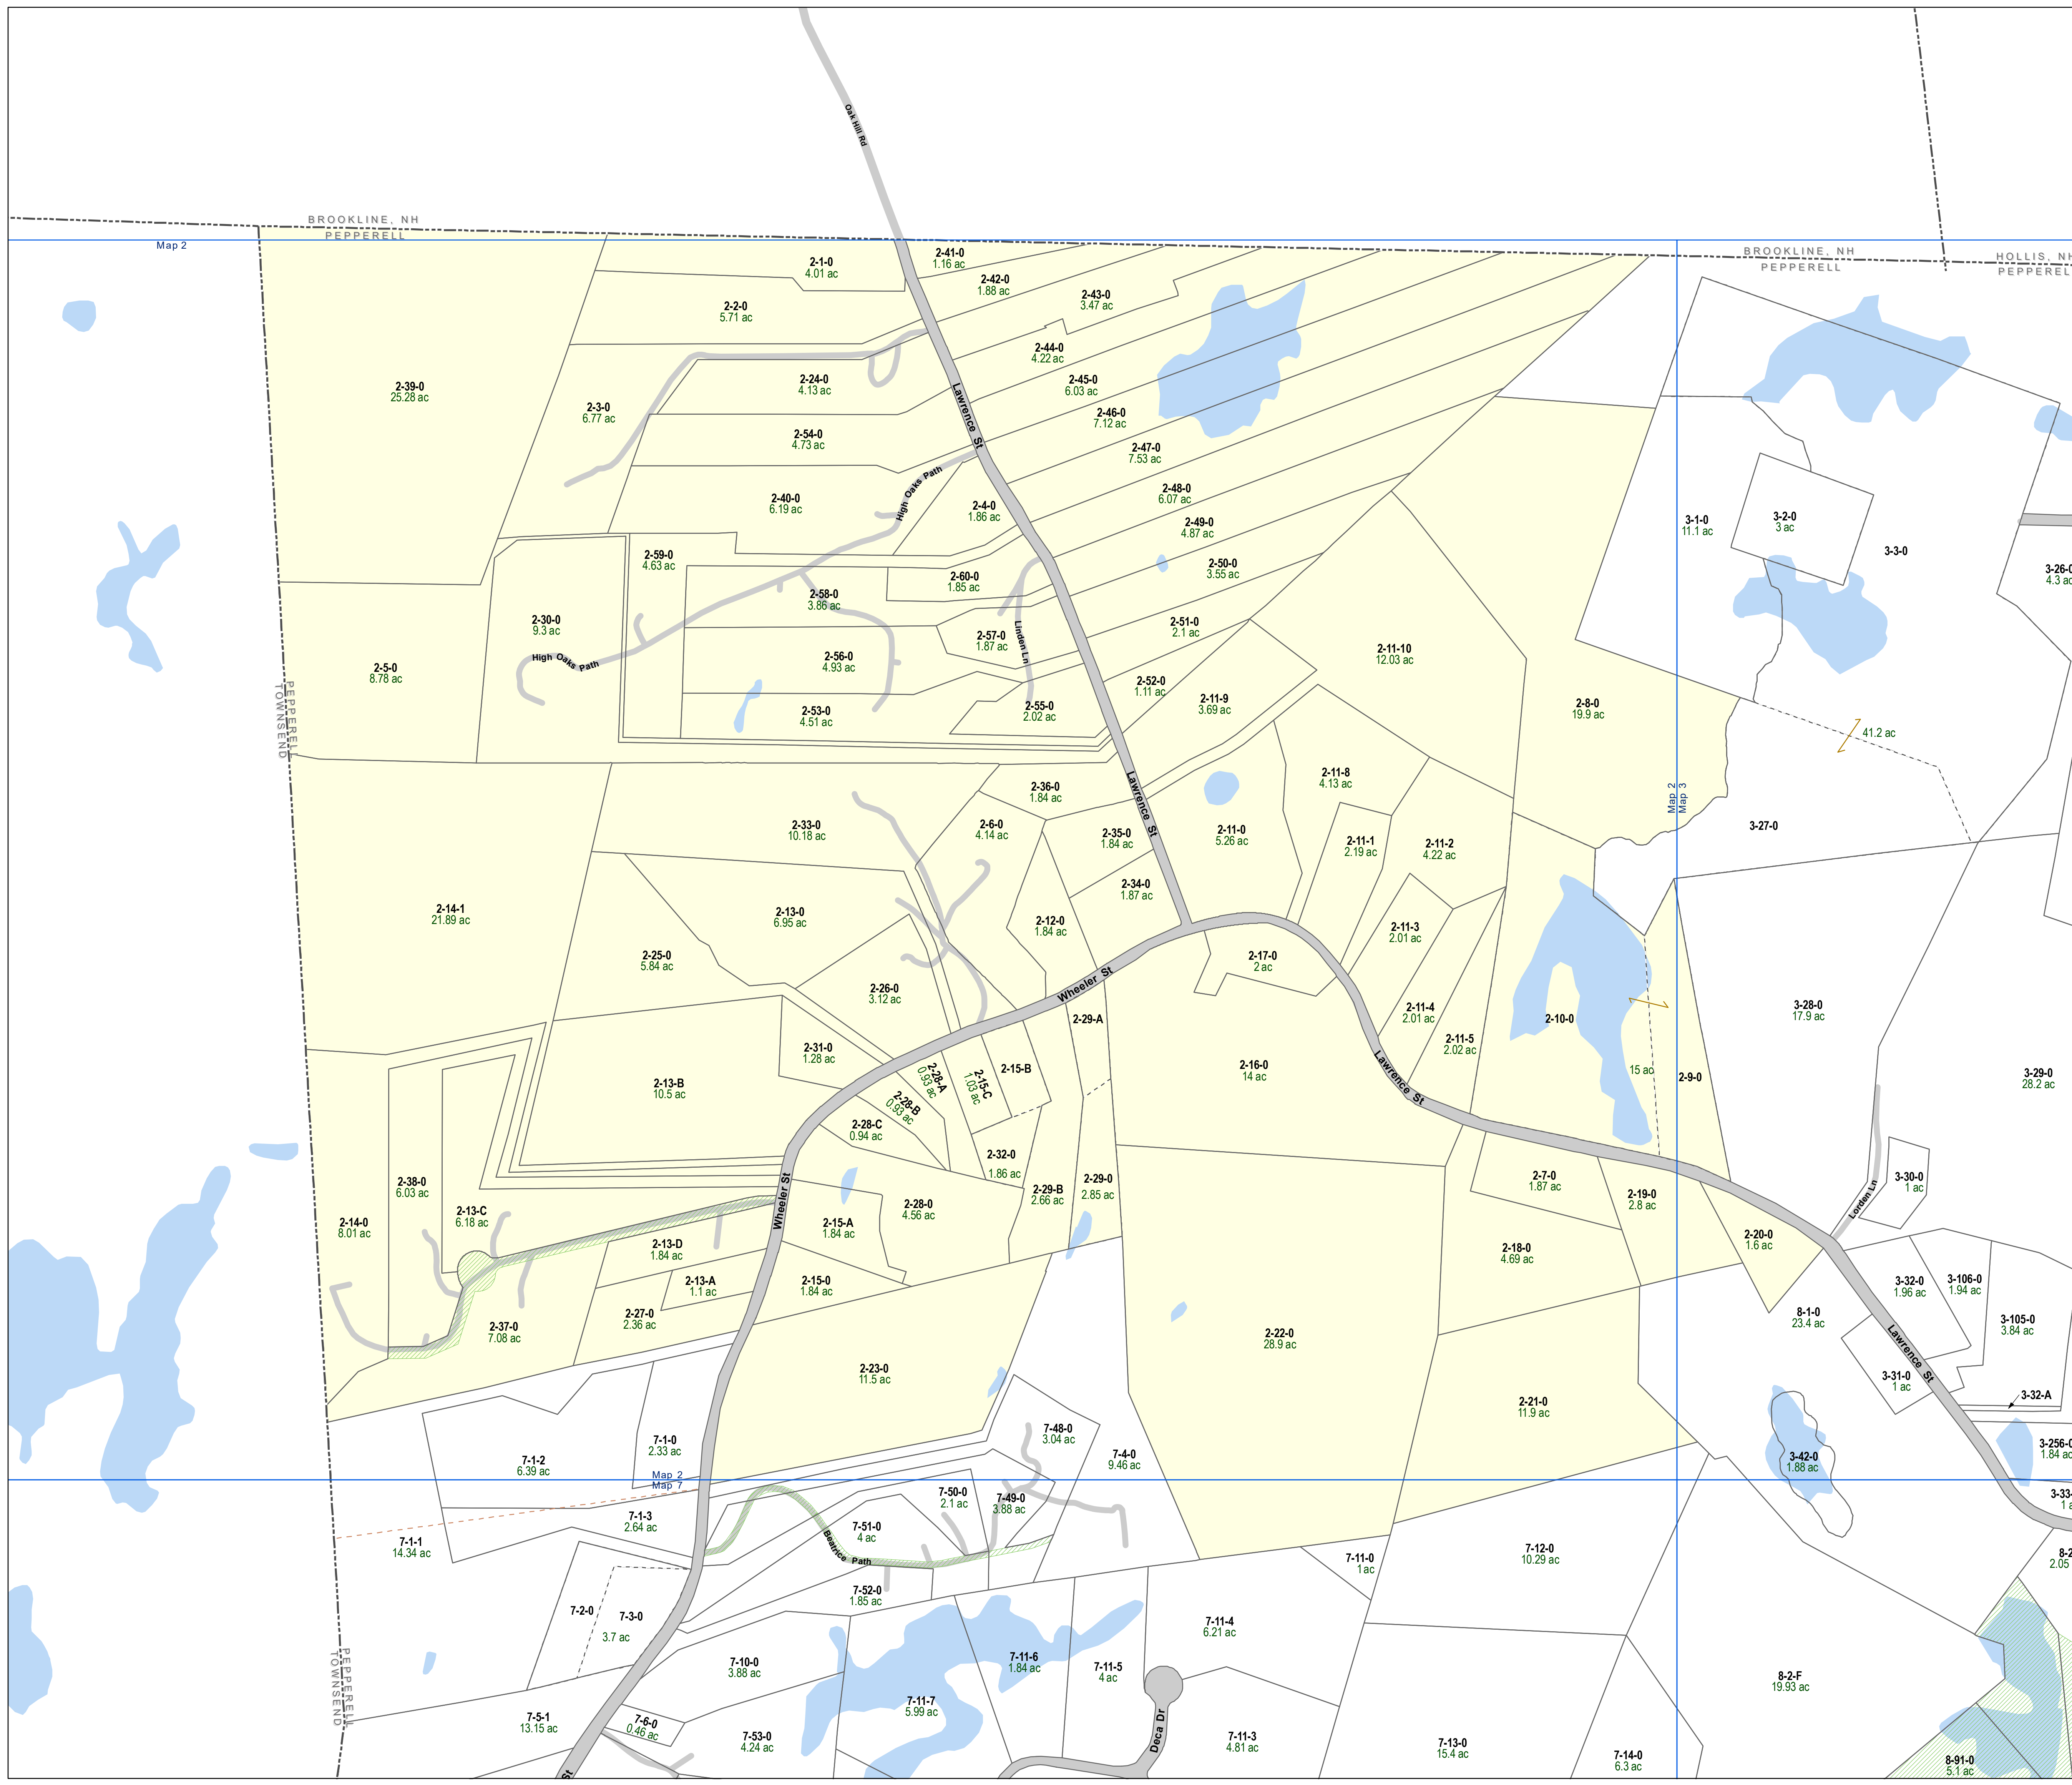 Oak Hill Rd
BROOKLINE, NH
PEPPERELL
Map 2
BROOKLINE, NH
PEPPERELL
HOLLIS, NH
2-1-0
4.01 ac
2-41-0
1.16 ac
2-42-0
1.88 ac
2-43-0
3.47 ac
2-2-0
5.71 ac
2-44-0
4.22 ac
2-39-0
25.28 ac
2-24-0
4.13 ac
2-45-0
6.03 ac
2-3-0
6.77 ac
Lawrence St
2-46-0
7.12 ac
2-54-0
4.73 ac
2-47-0
7.53 ac
High Oaks Path
2-40-0
6.19 ac
2-4-0
1.86 ac
2-48-0
6.07 ac
2-49-0
4.87 ac
3-1-0
11.1 ac
3-2-0
3 ac
3-3-0
2-59-0
4.63 ac
2-60-0
1.85 ac
2-50-0
3.55 ac
4.3 ac
2-58-0
3.86 ac
2-30-0
9.3 ac
2-57-0
1.87 ac
Linden Ln
2-51-0
2.1 ac
High Oaks Path
2-5-0
8.78 ac
2-56-0
4.93 ac
2-11-10
12.03 ac
2-52-0
1.11 ac
2-11-9
3.69 ac
2-53-0
4.51 ac
2-55-0
2.02 ac
2-8-0
19.9 ac
41.2 ac
PEPPERELL
TOWNSEND
2-36-0
1.84 ac
Lawrence St
2-11-8
4.13 ac
Map 2
Map 3
2-33-0
10.18 ac
2-6-0
4.14 ac
2-35-0
1.84 ac
2-11-0
5.26 ac
2-11-1
2.19 ac
2-11-2
4.22 ac
3-27-0
2-34-0
1.87 ac
2-14-1
21.89 ac
2-13-0
6.95 ac
2-12-0
1.84 ac
2-11-3
2.01 ac
2-25-0
5.84 ac
2-17-0
2 ac
2-26-0
3.12 ac
Wheeler St
2-29-A
2-11-4
2.01 ac
2-10-0
3-28-0
17.9 ac
2-31-0
1.28 ac
2-11-5
2.02 ac
2-13-B
10.5 ac
2-28-A
0.93 ac
2-15-C
1.03 ac
2-15-B
2-16-0
14 ac
Lawrence St
15 ac
2-9-0
3-29-0
28.2 ac
2-28-B
0.93 ac
2-28-C
0.94 ac
2-32-0
1.86 ac
2-38-0
6.03 ac
2-29-B
2.66 ac
2-29-0
2.85 ac
2-7-0
1.87 ac
2-19-0
2.8 ac
3-30-0
1 ac
Lorden Ln
2-14-0
8.01 ac
2-13-C
6.18 ac
Wheeler St
2-28-0
4.56 ac
2-15-A
1.84 ac
2-13-D
1.84 ac
2-18-0
4.69 ac
2-20-0
1.6 ac
2-13-A
1.1 ac
2-15-0
1.84 ac
3-32-0
1.96 ac
3-106-0
1.94 ac
2-37-0
7.08 ac
2-27-0
2.36 ac
8-1-0
23.4 ac
3-105-0
3.84 ac
2-22-0
28.9 ac
Lawrence St
2-23-0
11.5 ac
3-31-0
1 ac
3-32-A
2-21-0
11.9 ac
7-48-0
3.04 ac
7-1-0
2.33 ac
7-1-2
6.39 ac
7-4-0
9.46 ac
3-42-0
1.88 ac
Map 2
Map 7
7-50-0
2.1 ac
7-49-0
3.88 ac
7-1-3
2.64 ac
7-51-0
4 ac
Beatrice Path
7-1-1
14.34 ac
7-11-0
1 ac
7-12-0
10.29 ac
2.05
7-52-0
1.85 ac
7-2-0
7-3-0
3.7 ac
7-11-4
6.21 ac
PEPPERELL
TOWNSEND
7-10-0
3.88 ac
7-11-6
1.84 ac
7-11-5
4 ac
8-2-F
19.93 ac
7-11-7
5.99 ac
7-5-1
13.15 ac
7-6-0
0.46 ac
7-53-0
4.24 ac
Deca Dr
7-11-3
4.81 ac
7-13-0
15.4 ac
7-14-0
6.3 ac
8-91-0
5.1 ac
St